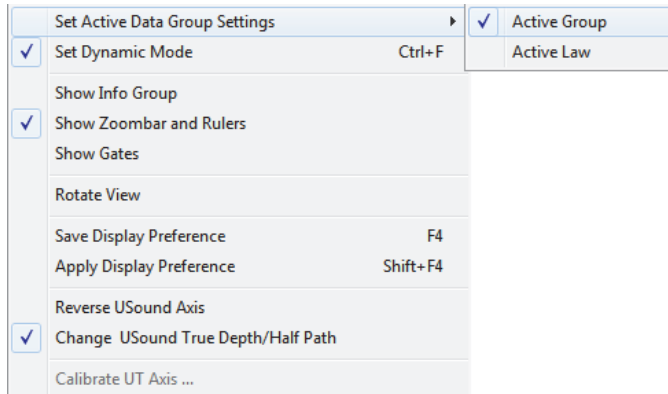 Set Active Data Group Settings
Active Group
Set Dynamic Mode Ctrl+F
Active Law
Show Info Group
Show Zoombar and Rulers
Show Gates
Rotate View
Save Display Preference F4
Apply Display Preference Shift+F4
Reverse USound Axis
Change USound True Depth/Half Path
Calibrate UT Axis ...